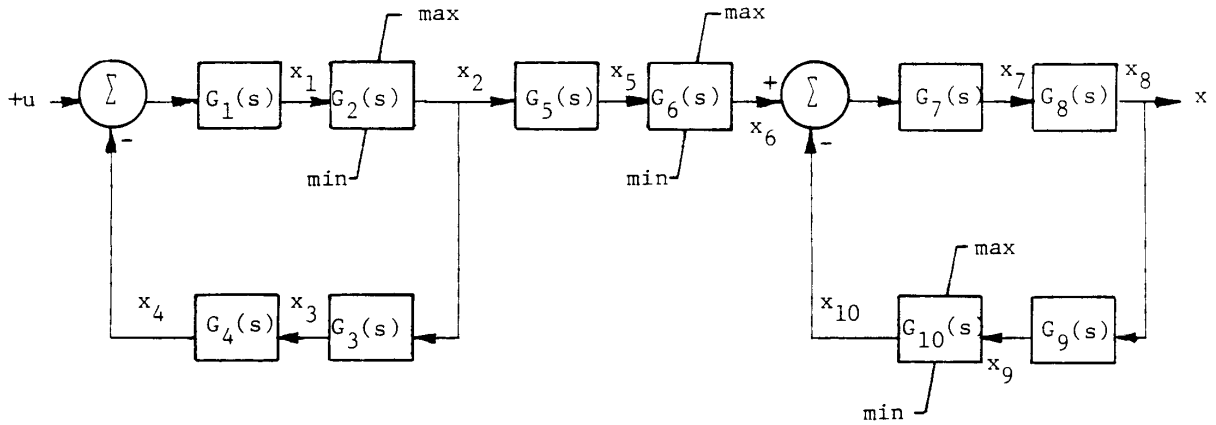 max max
+u Σ G₁(s) x₁ G₂(s) x₂ G₅(s) x₅ G₆(s) + Σ G₇(s) x₇ G₈(s) x₈ x
- x₆ -
min min
max
x₄ G₄(s) x₃ G₃(s) x₁₀ G₁₀(s) x₉ G₉(s)
min